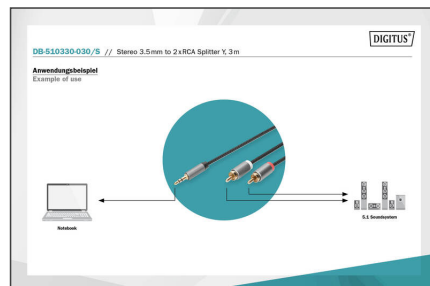 DIGITUS®
DB-510330-030/S // Stereo 3.5mm to 2xRCA Splitter Y, 3m
Anwendungsbeispiel
Example of use
Notebook
5.1 Soundsystem